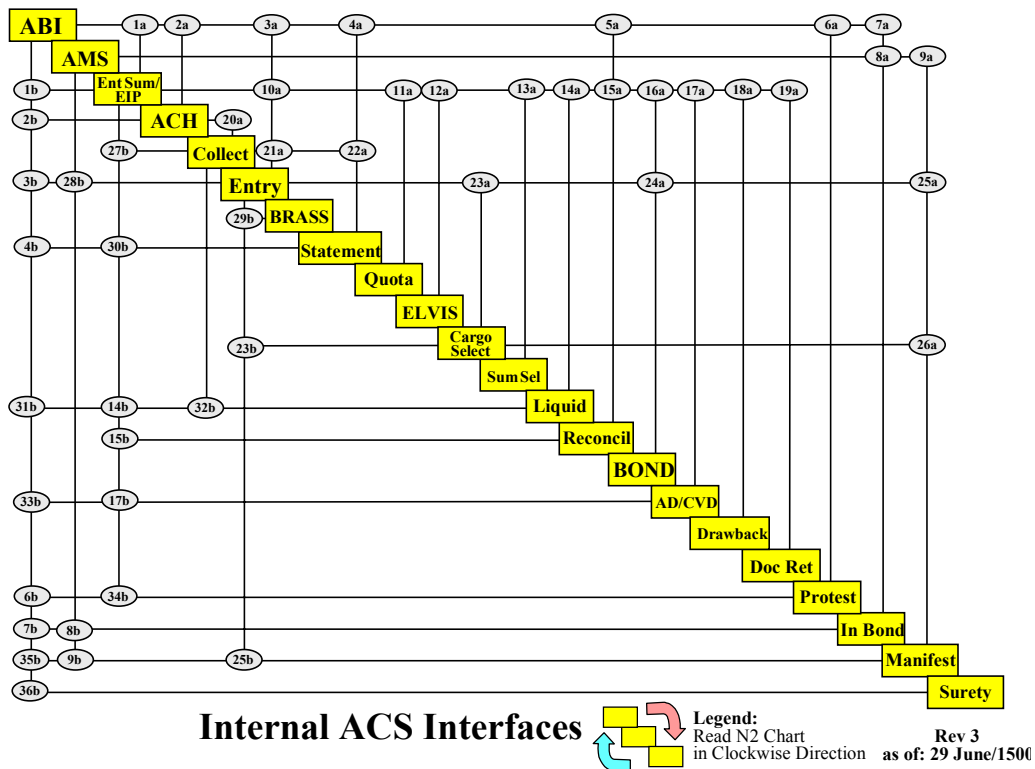 ABI 1a 2a 3a 4a 5a 6a 7a
AMS 8a 9a
1b Ent Sum/ EIP 10a 11a 12a 13a 14a 15a 16a 17a 18a 19a
2b ACH 20a
27b Collect 21a 22a
3b 28b Entry 23a 24a 25a
29b BRASS
4b 30b Statement
Quota
ELVIS
23b Cargo Select 26a
Sum Sel
31b 14b 32b Liquid
15b Reconcil
BOND
33b 17b AD/CVD
Drawback
Doc Ret
6b 34b Protest
7b 8b In Bond
35b 9b 25b Manifest
36b Surety
Internal ACS Interfaces
Legend:
Read N2 Chart
in Clockwise Direction
Rev 3
as of: 29 June/1500